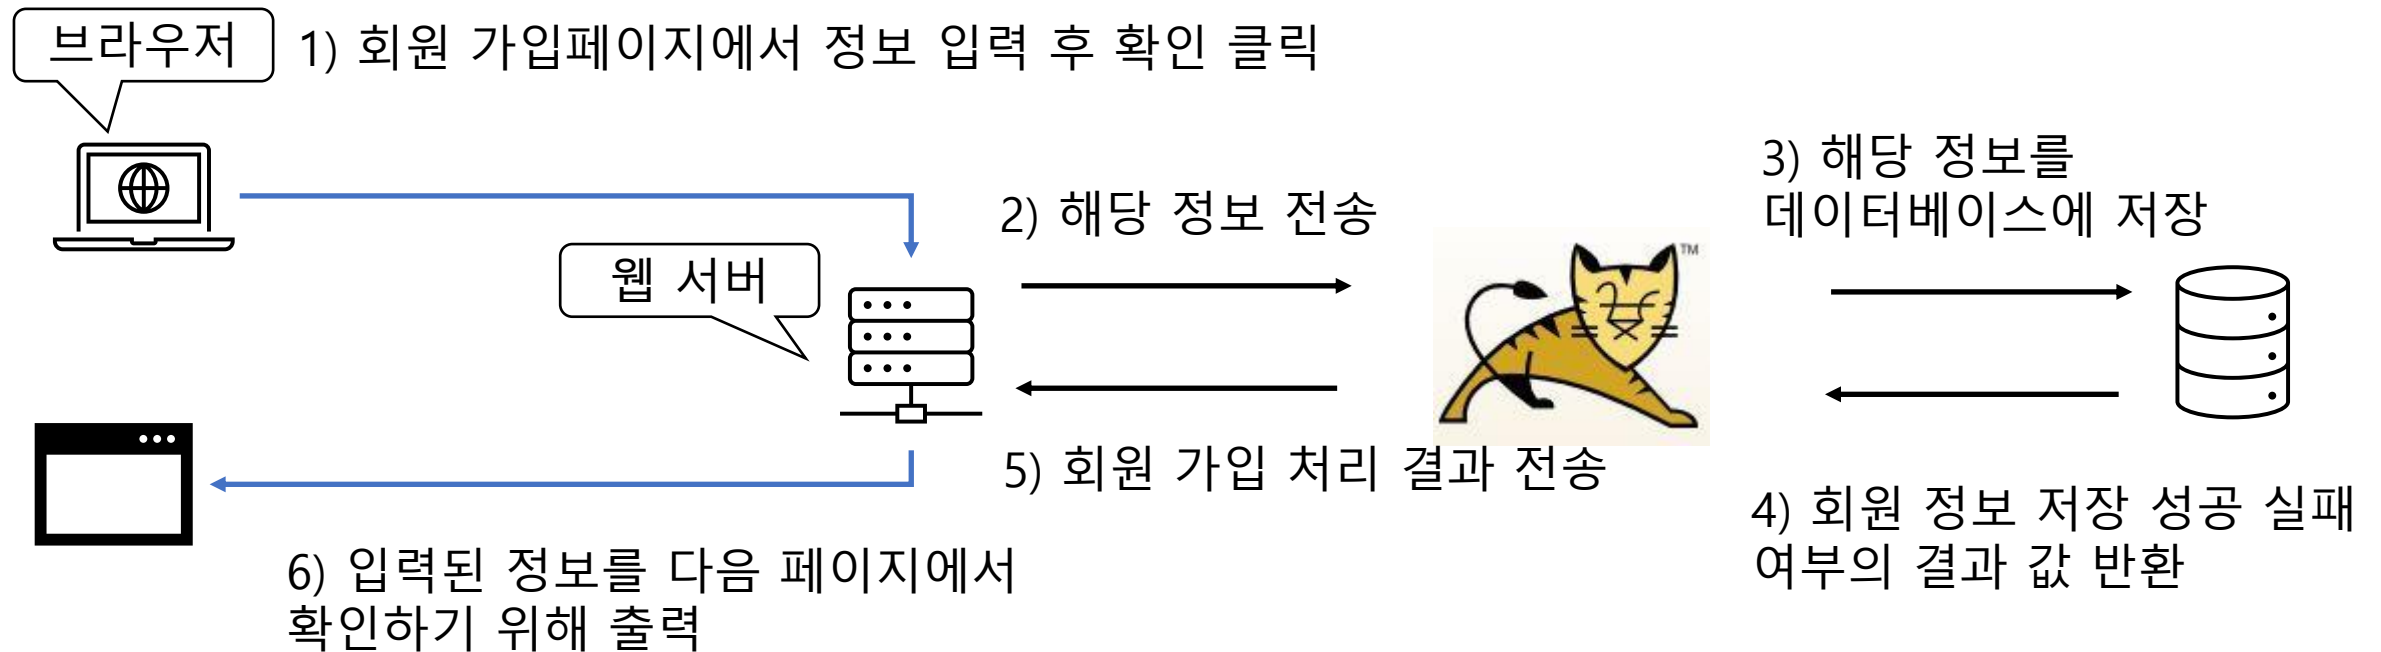 브라우저
1) 회원 가입페이지에서 정보 입력 후 확인 클릭
2) 해당 정보 전송
3) 해당 정보를
데이터베이스에 저장
웹 서버
TM
5) 회원 가입 처리 결과 전송
4) 회원 정보 저장 성공 실패
여부의 결과 값 반환
6) 입력된 정보를 다음 페이지에서
확인하기 위해 출력